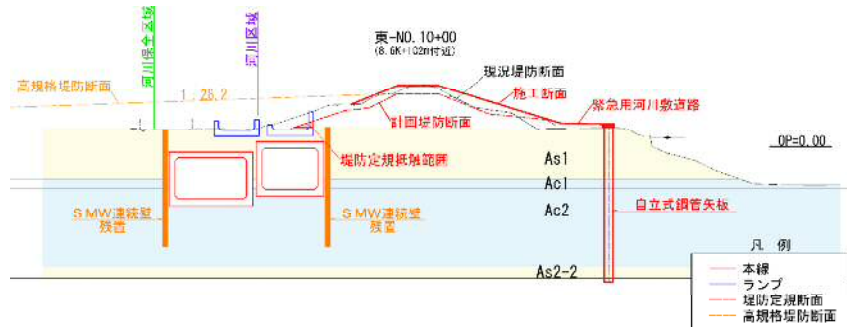 東-NO.10+00
(8.6K+102m付近)
河川保全区域
河川区域
高規格堤防断面
1:26.2
現況堤防断面
施工断面
緊急用河川敷道路
計画堤防断面
OP=0.00
堤防定規抵触範囲
As1
Ac1
Ac2
自立式鋼管矢板
SMW連続壁
残置
SMW連続壁
残置
As2-2
凡 例
本線
ランプ
堤防定規断面
高規格堤防断面